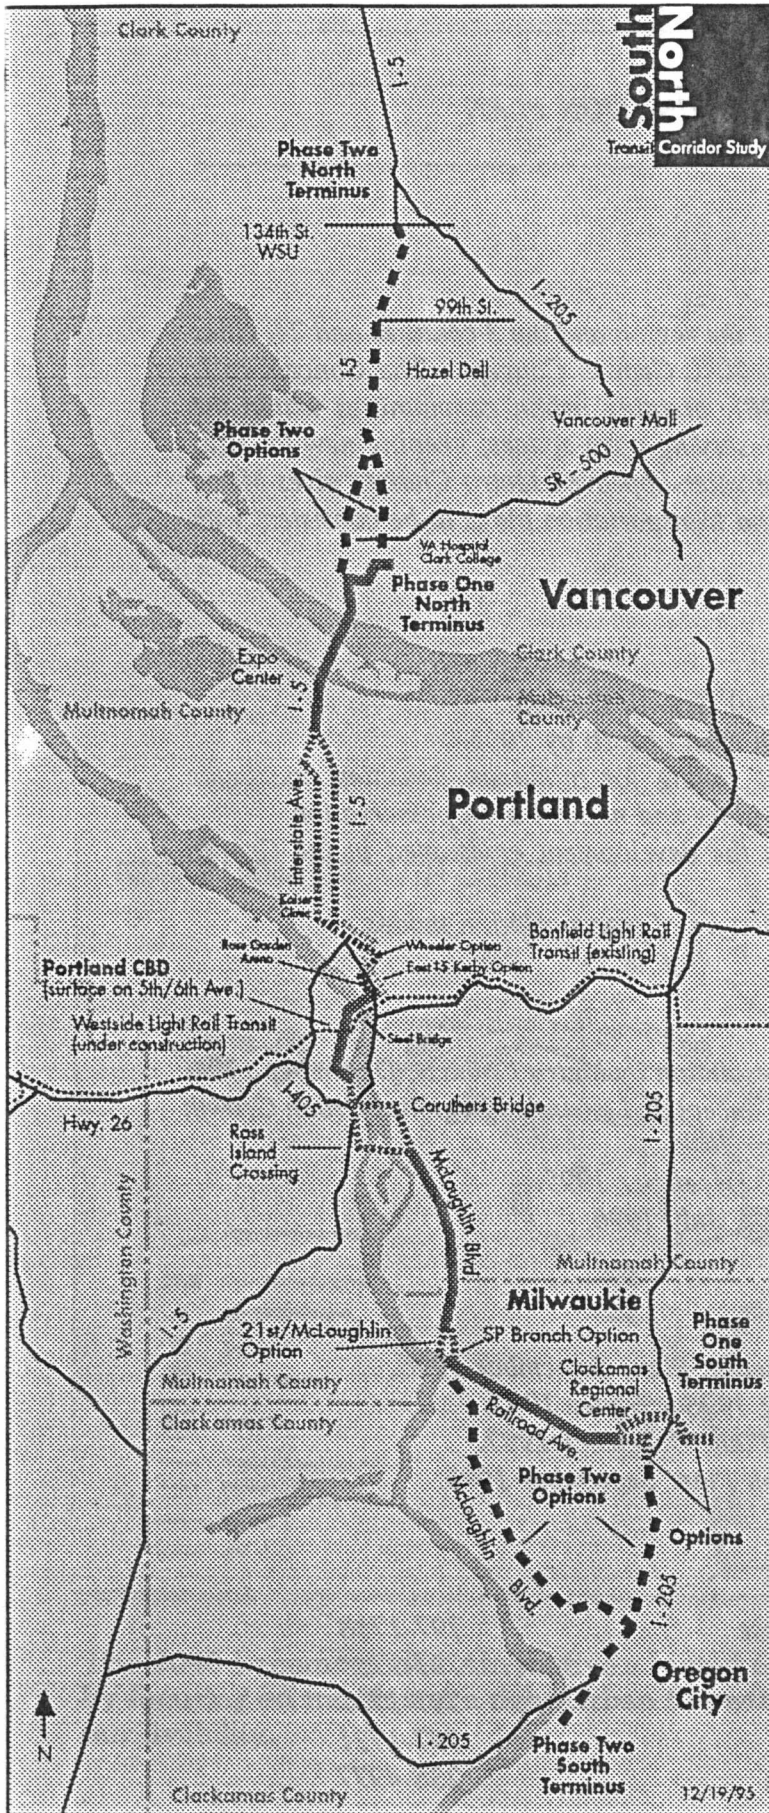 South
North
Transit Corridor Study
Clark County
I-5
Phase Two
North
Terminus
134th St.
WSU
I-205
99th St.
I-5
Hazel Dell
Vancouver Mall
Phase Two
Options
SR-500
VA Hospital
Clark College
Phase One
North
Terminus
Vancouver
Clark County
Multnomah
County
Expo
Center
I-5
Multnomah County
Interstate Ave.
I-5
Portland
Kaiser
Clinic
Rose Garden
Arena
Wheeler Option
East I-5 Kerby Option
Banfield Light Rail
Transit (existing)
Portland CBD
(surface on 5th/6th Ave.)
Westside Light Rail Transit
(under construction)
Steel Bridge
I-405
Hwy. 26
Caruthers Bridge
Ross
Island
Crossing
McLoughlin Blvd.
I-205
Washington County
I-5
Multnomah County
Milwaukie
21st/McLoughlin
Option
SP Branch Option
Phase
One
South
Terminus
Clackamas
Regional
Center
Multnomah County
Clackamas County
Railroad Ave.
Phase Two
Options
McLoughlin
Blvd.
Options
I-205
Oregon
City
N
I-205
Phase Two
South
Terminus
Clackamas County
12/19/95